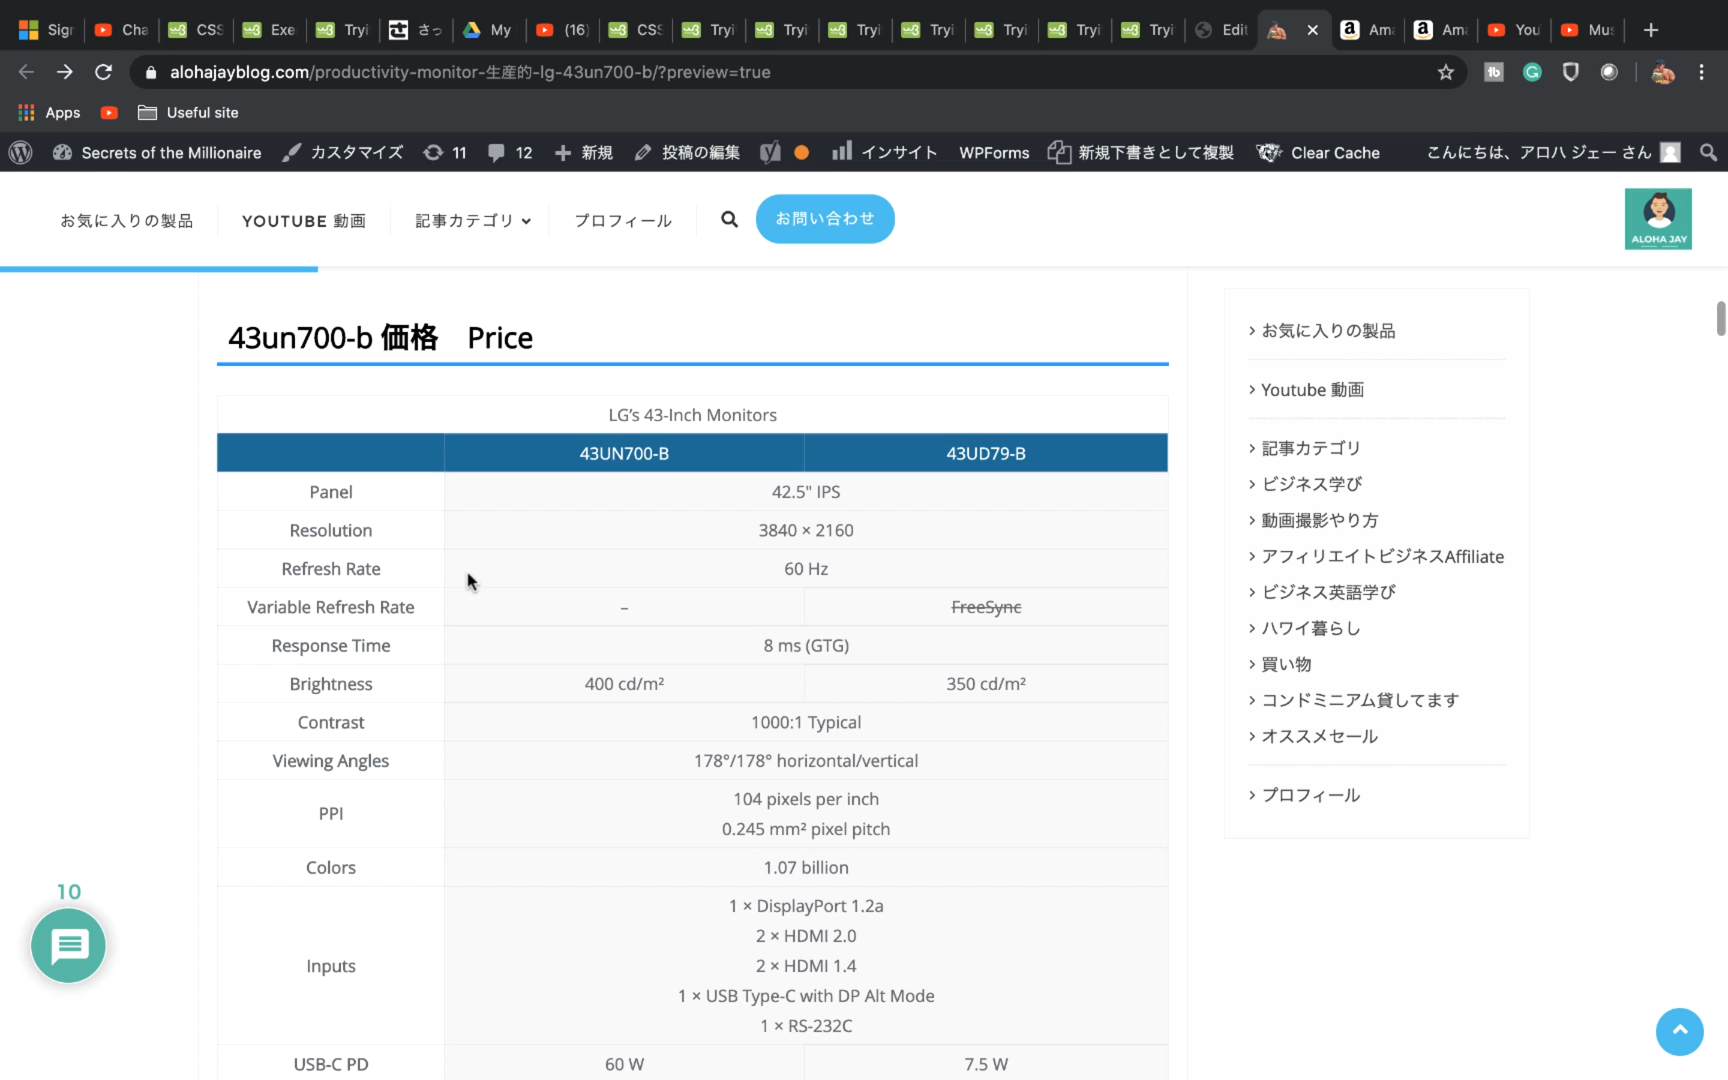 Sign
Cha
CSS
Exe
Tryi
さっ
My
(16)
CSS
Tryi
Tryi
Tryi
Tryi
Tryi
Tryi
Tryi
Edit
Ama
Ama
You
Mus
alohajayblog.com/productivity-monitor-生産的-lg-43un700-b/?preview=true
Apps
Useful site
Secrets of the Millionaire
カスタマイズ
11
12
新規
投稿の編集
インサイト
WPForms
新規下書きとして複製
Clear Cache
こんにちは、アロハ ジェー さん
お気に入りの製品
YOUTUBE 動画
記事カテゴリ
プロフィール
お問い合わせ
ALOHA JAY
43un700-b 価格　Price
LG’s 43-Inch Monitors
43UN700-B 43UD79-B
Panel 42.5" IPS
Resolution 3840 × 2160
Refresh Rate 60 Hz
Variable Refresh Rate – FreeSync
Response Time 8 ms (GTG)
Brightness 400 cd/m² 350 cd/m²
Contrast 1000:1 Typical
Viewing Angles 178°/178° horizontal/vertical
PPI
104 pixels per inch
0.245 mm² pixel pitch
Colors 1.07 billion
Inputs
1 × DisplayPort 1.2a
2 × HDMI 2.0
2 × HDMI 1.4
1 × USB Type-C with DP Alt Mode
1 × RS-232C
USB-C PD 60 W 7.5 W
お気に入りの製品
Youtube 動画
記事カテゴリ
ビジネス学び
動画撮影やり方
アフィリエイトビジネスAffiliate
ビジネス英語学び
ハワイ暮らし
買い物
コンドミニアム貸してます
オススメセール
プロフィール
10